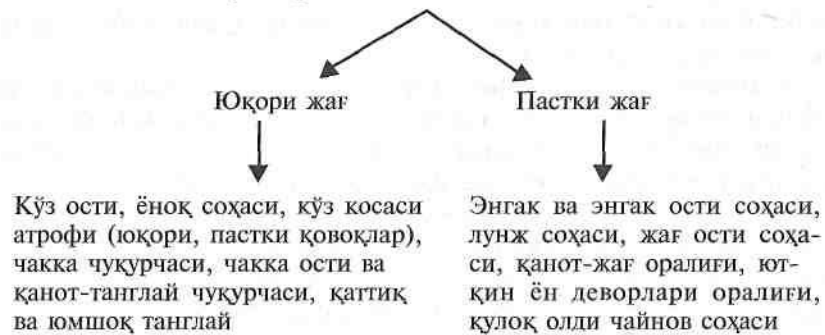 Юқори жағ
Пастки жағ
Кўз ости, ёноқ соҳаси, кўз косаси
атрофи (юқори, пастки қовоқлар),
чакка чуқурчаси, чакка ости ва
қанот-танглай чуқурчаси, қаттиқ
ва юмшоқ танглай
Энгак ва энгак ости соҳаси,
лунж соҳаси, жағ ости соҳа-
си, қанот-жағ оралиғи, ют-
қин ён деворлари оралиғи,
қулоқ олди чайнов соҳаси